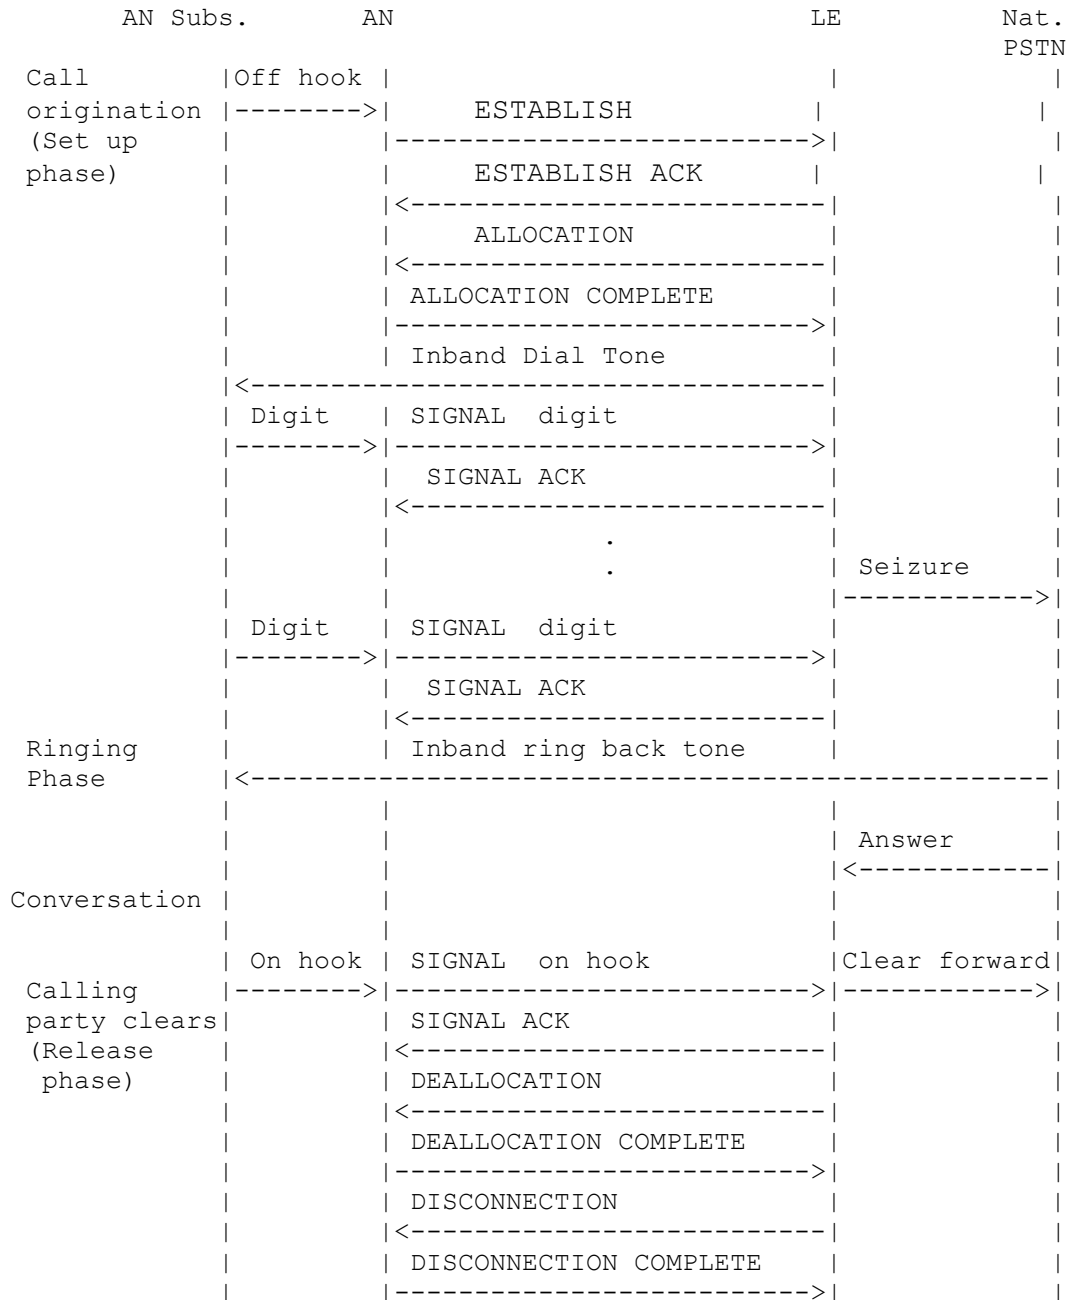 AN Subs. AN LE Nat.
PSTN
Call |Off hook | | |
origination |-------->| ESTABLISH | |
(Set up | |-------------------------->| |
phase) | | ESTABLISH ACK | |
| |<--------------------------| |
| | ALLOCATION | |
| |<--------------------------| |
| | ALLOCATION COMPLETE | |
| |-------------------------->| |
| | Inband Dial Tone | |
|<------------------------------------| |
| Digit | SIGNAL digit | |
|-------->|-------------------------->| |
| | SIGNAL ACK | |
| |<--------------------------| |
| | . | |
| | . | Seizure |
| | |------------>|
| Digit | SIGNAL digit | |
|-------->|-------------------------->| |
| | SIGNAL ACK | |
| |<--------------------------| |
Ringing | | Inband ring back tone | |
Phase |<--------------------------------------------------|
| | | |
| | | Answer |
| | |<------------|
Conversation | | | |
| | | |
| On hook | SIGNAL on hook |Clear forward|
Calling |-------->|-------------------------->|------------>|
party clears| | SIGNAL ACK | |
(Release | |<--------------------------| |
phase) | | DEALLOCATION | |
| |<--------------------------| |
| | DEALLOCATION COMPLETE | |
| |-------------------------->| |
| | DISCONNECTION | |
| |<--------------------------| |
| | DISCONNECTION COMPLETE | |
| |-------------------------->| |